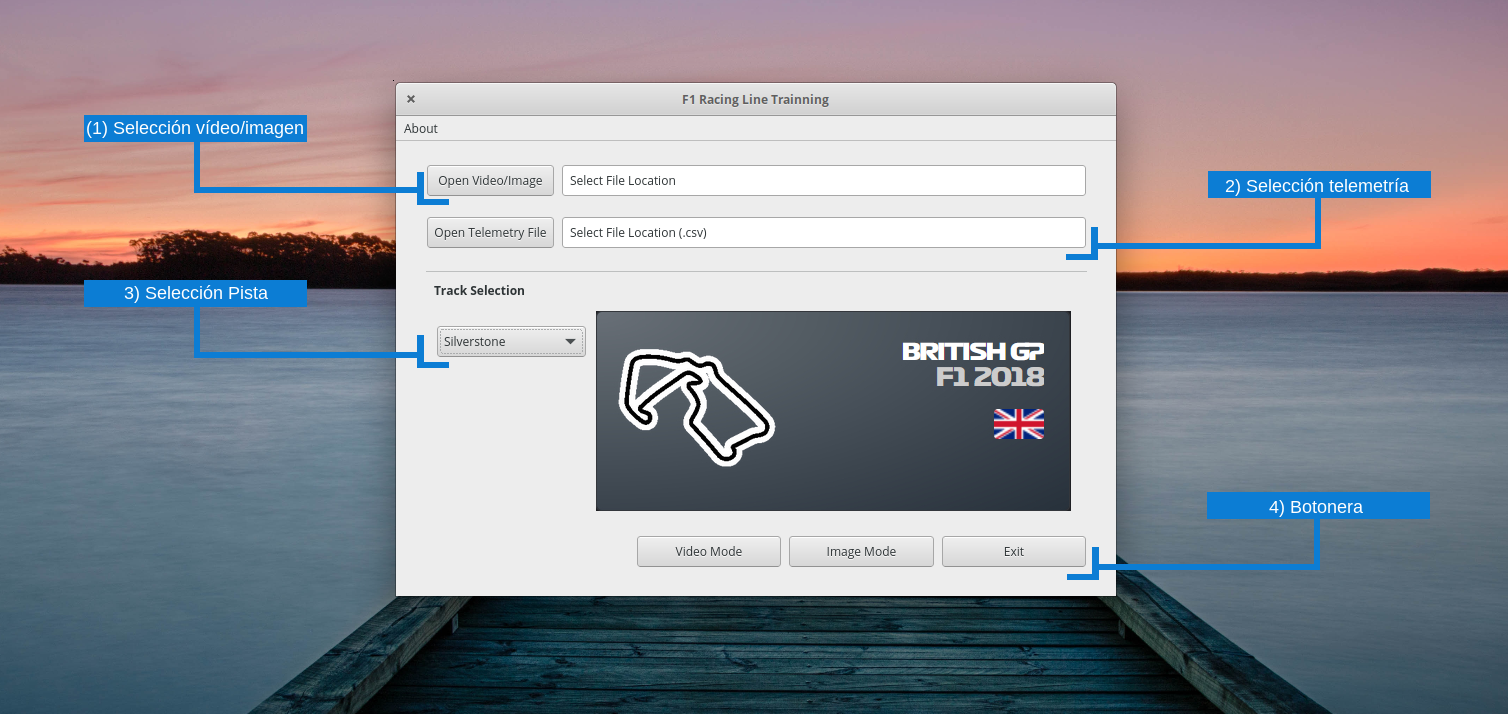 F1 Racing Line Trainning
About
(1) Selección vídeo/imagen
Open Video/Image
Select File Location
2) Selección telemetría
Open Telemetry File
Select File Location (.csv)
3) Selección Pista
Track Selection
Silverstone
BRITISH GP
F1 2018
4) Botonera
Video Mode
Image Mode
Exit